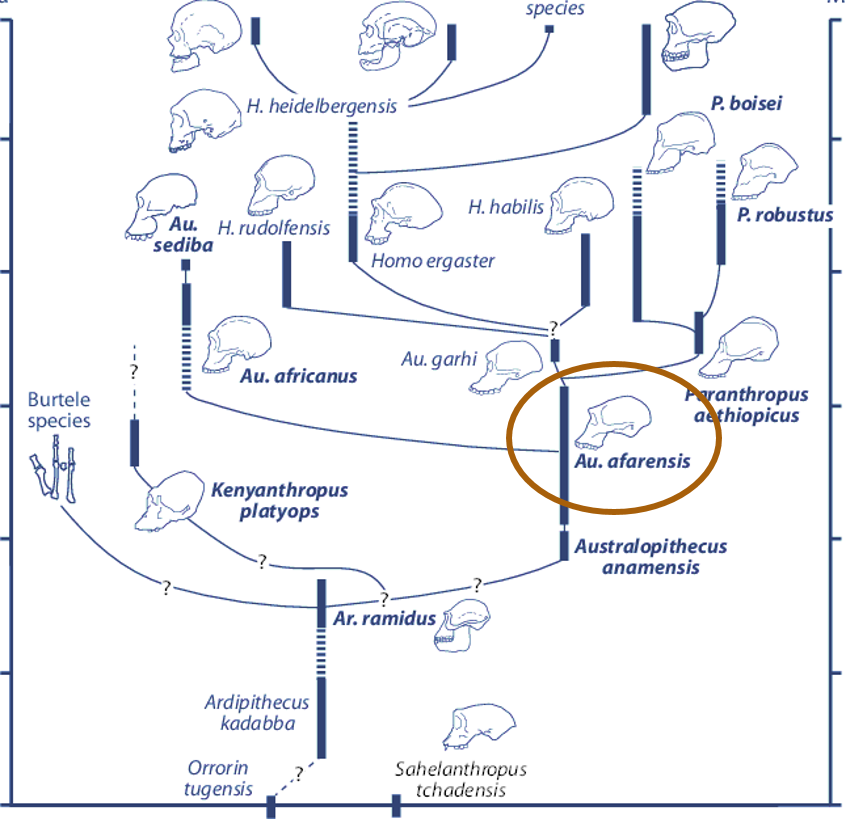 species
H. heidelbergensis
P. boisei
Au.
sediba
H. rudolfensis
H. habilis
P. robustus
Homo ergaster
?
Au. garhi
?
Au. africanus
Paranthropus
aethiopicus
Burtele
species
Au. afarensis
Kenyanthropus
platyops
Australopithecus
anamensis
?
?
?
?
Ar. ramidus
Ardipithecus
kadabba
Orrorin
tugensis
?
Sahelanthropus
tchadensis